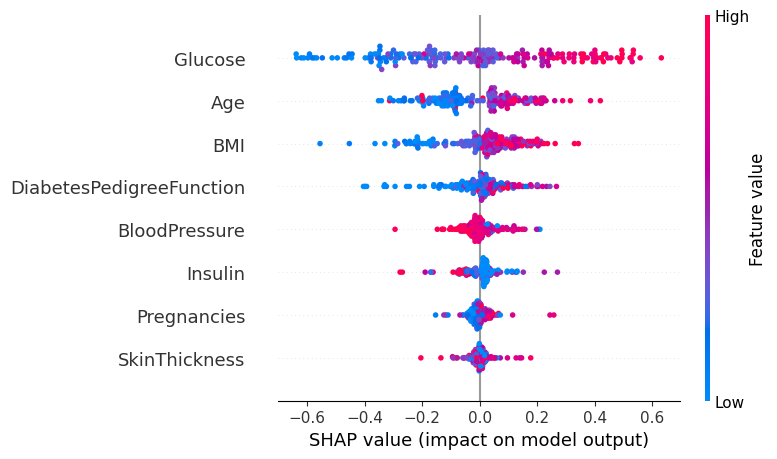 High
Glucose
Age
BMI
DiabetesPedigreeFunction
BloodPressure
Insulin
Pregnancies
SkinThickness
Feature value
Low
−0.6 −0.4 −0.2 0.0 0.2 0.4 0.6
SHAP value (impact on model output)